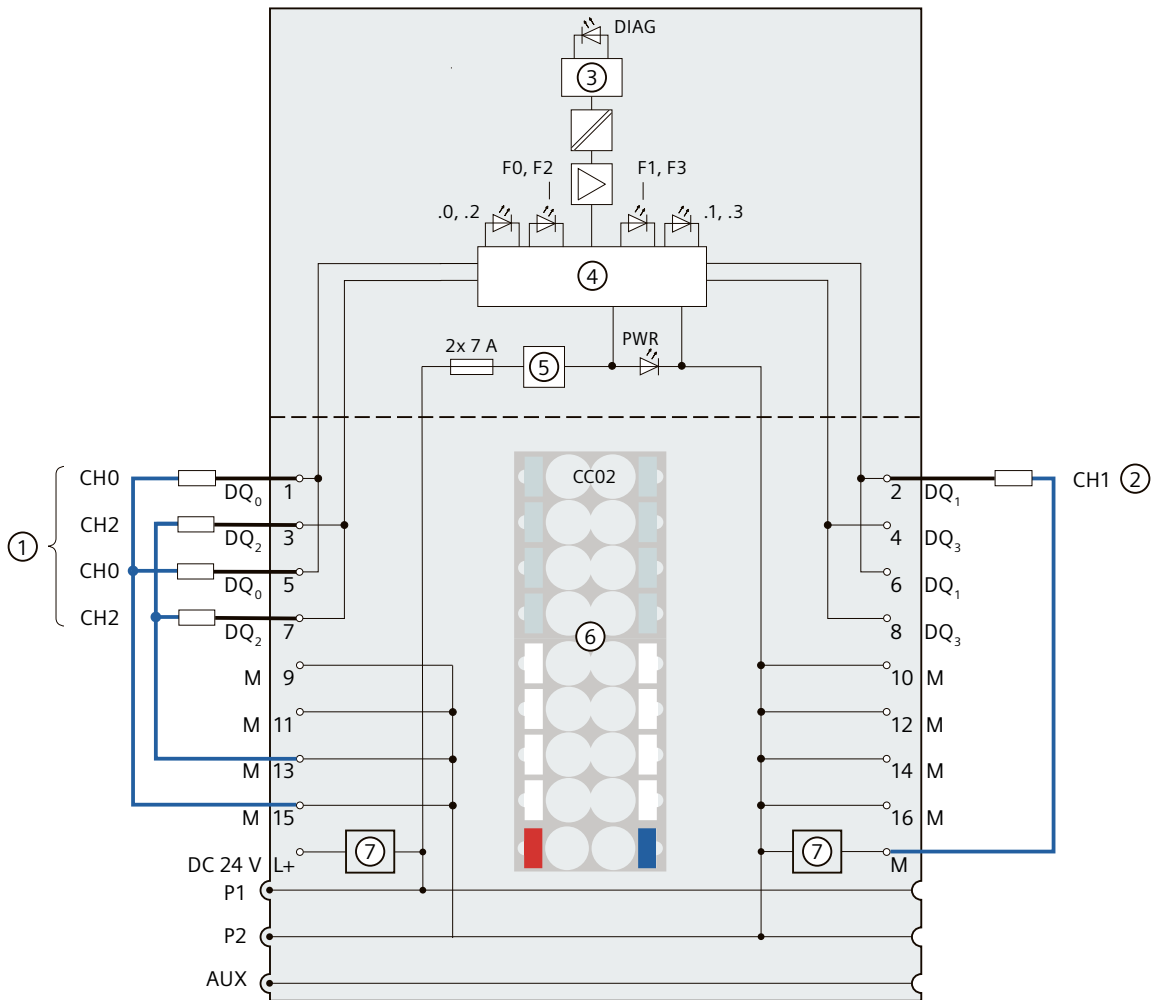 DIAG
③
F0, F2
F1, F3
.0, .2
.1, .3
④
PWR
2x 7 A
⑤
CC02
CH0
DQ0 1
2 DQ1
CH1 ②
CH2
DQ2 3
4 DQ3
①
CH0
DQ0 5
6 DQ1
CH2
DQ2 7
8 DQ3
⑥
M 9
10 M
M 11
12 M
M 13
14 M
M 15
16 M
⑦
⑦
DC 24 V L+
M
P1
P2
AUX